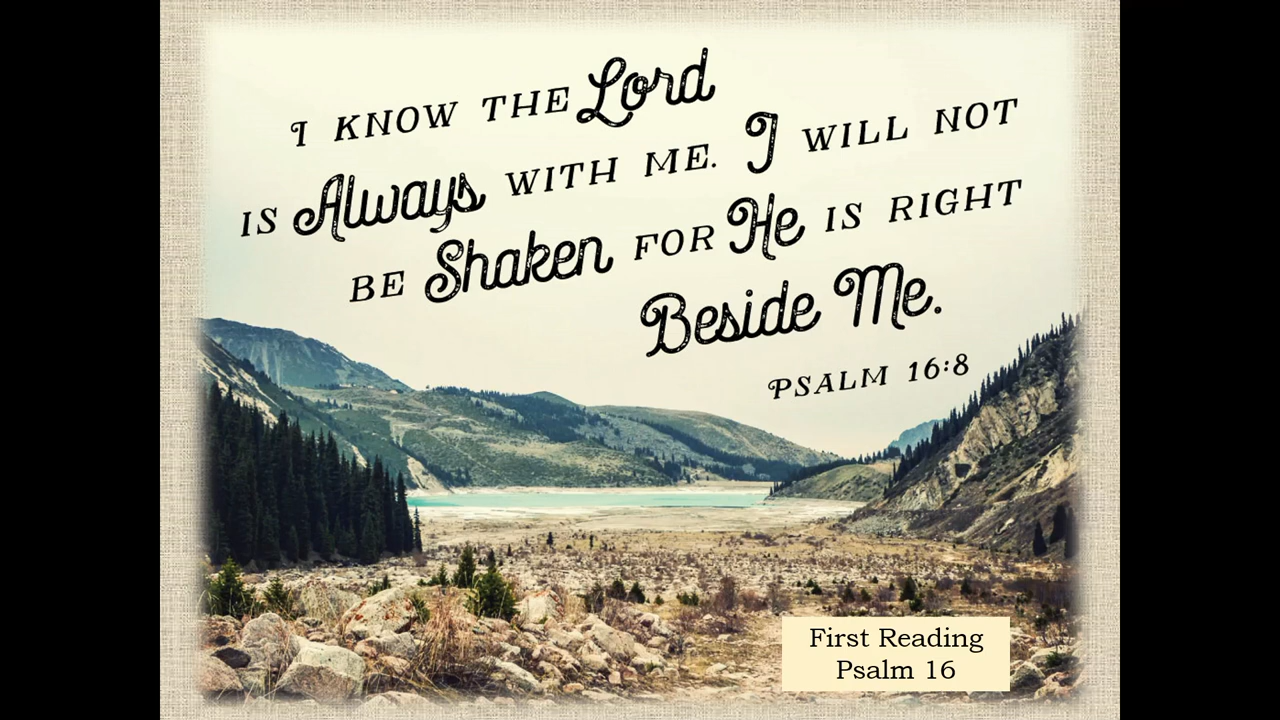 I KNOW THE Lord
IS Always WITH ME. I WILL NOT
BE Shaken FOR He IS RIGHT
Beside Me.
PSALM 16:8
First Reading
Psalm 16